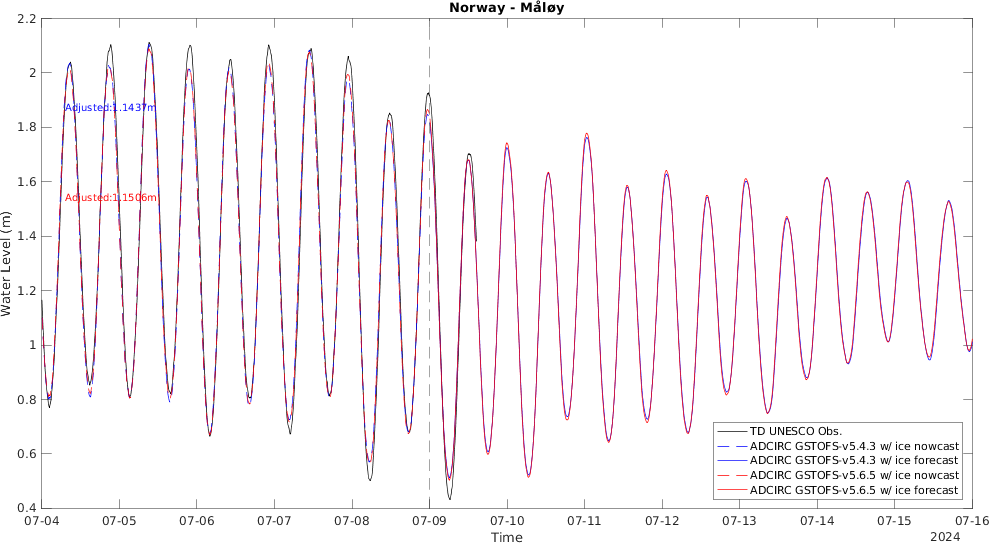 Norway - Måløy
2.2
2
1.8
1.6
1.4
1.2
1
0.8
0.6
0.4
Water Level (m)
Adjusted:1.1437m
Adjusted:1.1506m
TD UNESCO Obs.
ADCIRC GSTOFS-v5.4.3 w/ ice nowcast
ADCIRC GSTOFS-v5.4.3 w/ ice forecast
ADCIRC GSTOFS-v5.6.5 w/ ice nowcast
ADCIRC GSTOFS-v5.6.5 w/ ice forecast
07-04 07-05 07-06 07-07 07-08 07-09 07-10 07-11 07-12 07-13 07-14 07-15 07-16
Time
2024